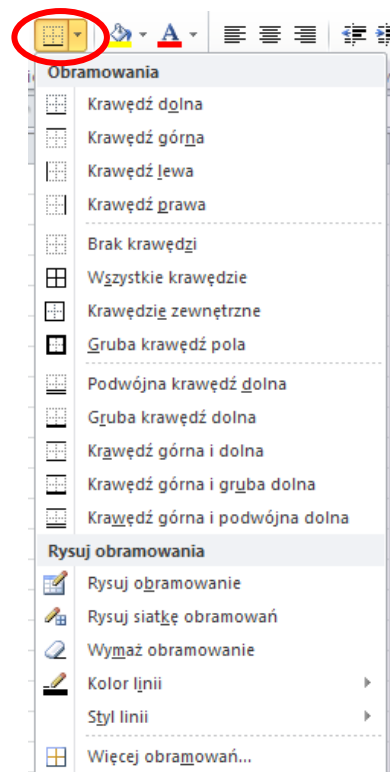 A
Obramowania
Krawędź dolna
Krawędź górna
Krawędź lewa
Krawędź prawa
Brak krawędzi
Wszystkie krawędzie
Krawędzie zewnętrzne
Gruba krawędź pola
Podwójna krawędź dolna
Gruba krawędź dolna
Krawędź górna i dolna
Krawędź górna i gruba dolna
Krawędź górna i podwójna dolna
Rysuj obramowania
Rysuj obramowanie
Rysuj siatkę obramowań
Wymaż obramowanie
Kolor linii
Styl linii
Więcej obramowań...